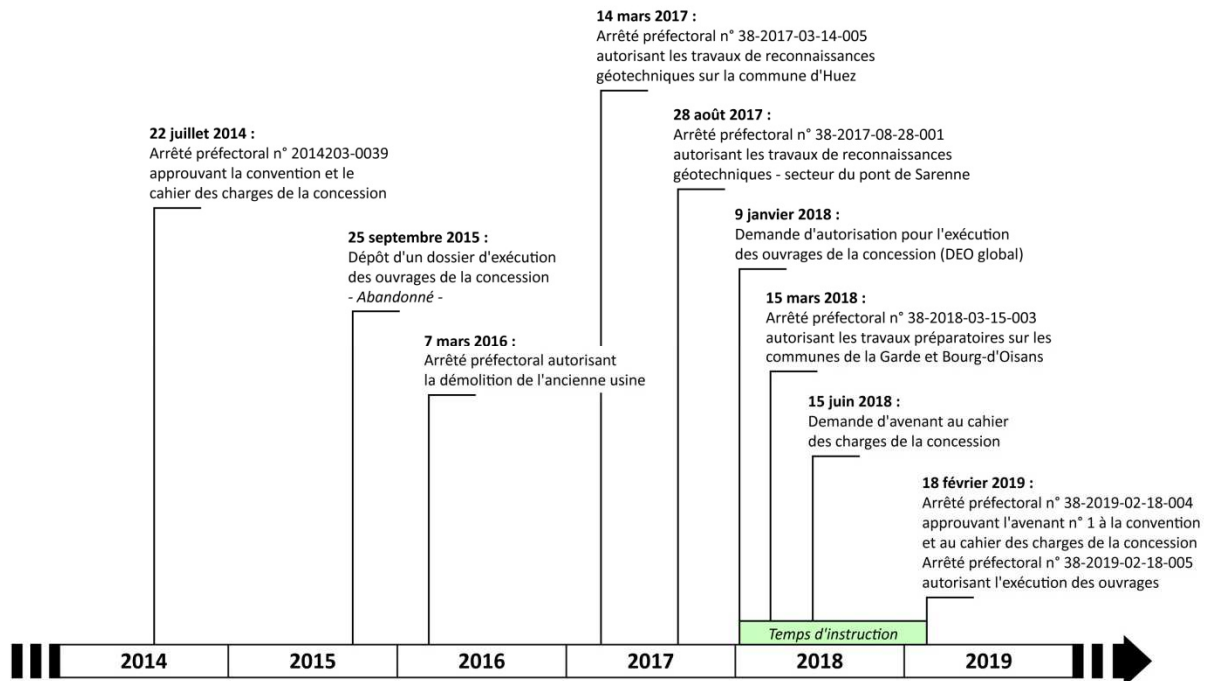 14 mars 2017 :
Arrêté préfectoral n° 38-2017-03-14-005
autorisant les travaux de reconnaissances
géotechniques sur la commune d'Huez
28 août 2017 :
Arrêté préfectoral n° 38-2017-08-28-001
autorisant les travaux de reconnaissances
géotechniques - secteur du pont de Sarenne
22 juillet 2014 :
Arrêté préfectoral n° 2014203-0039
approuvant la convention et le
cahier des charges de la concession
25 septembre 2015 :
Dépôt d'un dossier d'exécution
des ouvrages de la concession
- Abandonné -
9 janvier 2018 :
Demande d'autorisation pour l'exécution
des ouvrages de la concession (DEO global)
15 mars 2018 :
Arrêté préfectoral n° 38-2018-03-15-003
autorisant les travaux préparatoires sur les
communes de la Garde et Bourg-d'Oisans
7 mars 2016 :
Arrêté préfectoral autorisant
la démolition de l'ancienne usine
15 juin 2018 :
Demande d'avenant au cahier
des charges de la concession
18 février 2019 :
Arrêté préfectoral n° 38-2019-02-18-004
approuvant l'avenant n° 1 à la convention
et au cahier des charges de la concession
Arrêté préfectoral n° 38-2019-02-18-005
autorisant l'exécution des ouvrages
Temps d'instruction
2014 2015 2016 2017 2018 2019